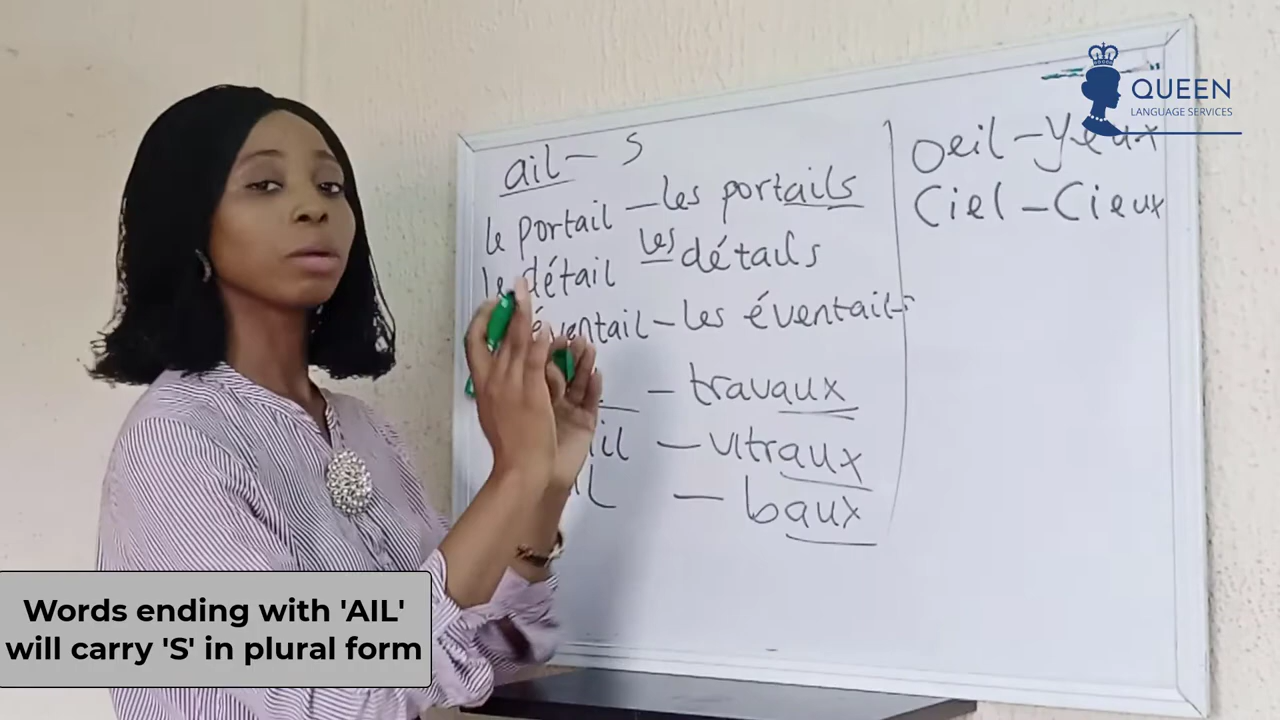 ail - S
le portail - les portails
le détail les détails
éventail - les éventails
- travaux
ail - vitraux
- baux
Oeil - Yeux
Ciel - Cieux
QUEEN
LANGUAGE SERVICES
Words ending with 'AIL'
will carry 'S' in plural form